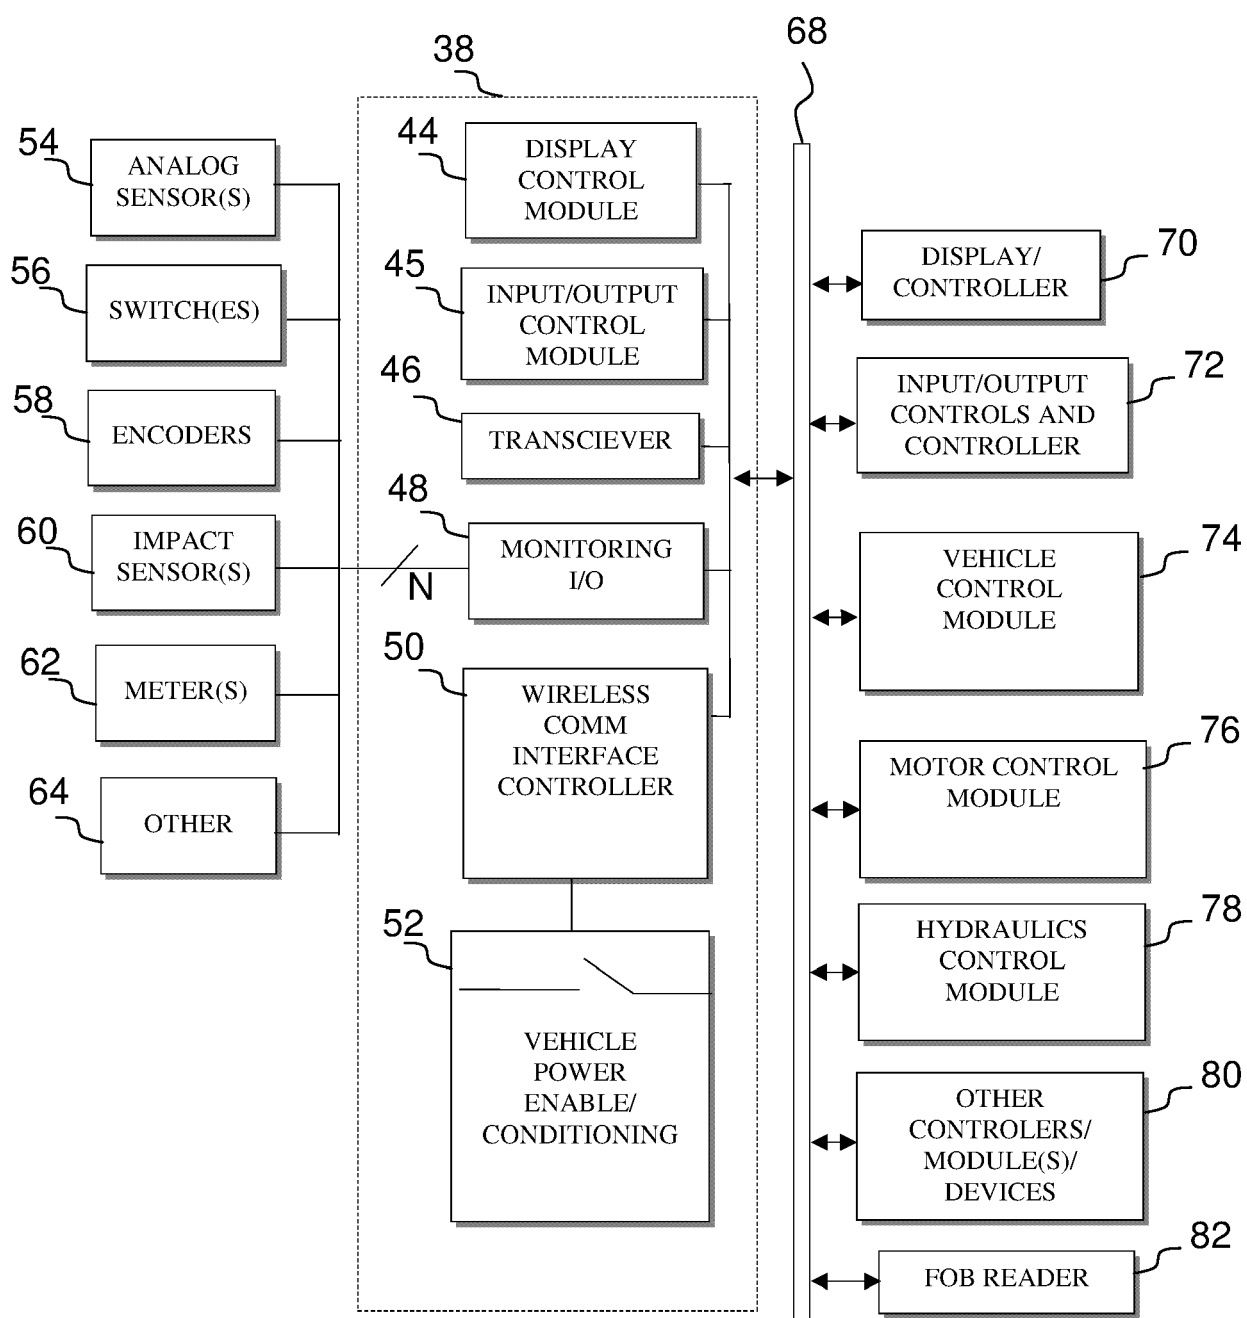 38
68
54
ANALOG
SENSOR(S)
56
SWITCH(ES)
58
ENCODERS
60
IMPACT
SENSOR(S)
62
METER(S)
64
OTHER
44
DISPLAY
CONTROL
MODULE
45
INPUT/OUTPUT
CONTROL
MODULE
46
TRANSCIEVER
48
MONITORING
I/O
N
50
WIRELESS
COMM
INTERFACE
CONTROLLER
52
VEHICLE
POWER
ENABLE/
CONDITIONING
70
DISPLAY/
CONTROLLER
72
INPUT/OUTPUT
CONTROLS AND
CONTROLLER
74
VEHICLE
CONTROL
MODULE
76
MOTOR CONTROL
MODULE
78
HYDRAULICS
CONTROL
MODULE
80
OTHER
CONTROLERS/
MODULE(S)/
DEVICES
82
FOB READER